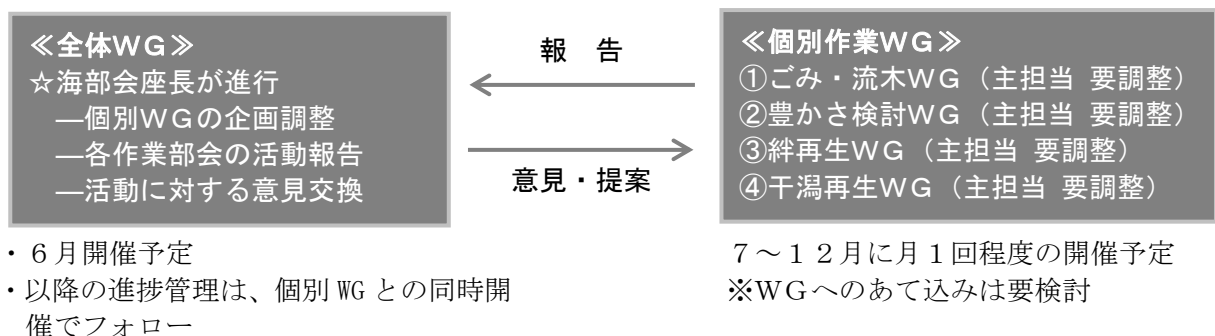 ≪全体ＷＧ≫
☆海部会座長が進行
―個別ＷＧの企画調整
―各作業部会の活動報告
―活動に対する意見交換
報　告
意見・提案
≪個別作業ＷＧ≫
①ごみ・流木ＷＧ（主担当 要調整）
②豊かさ検討ＷＧ（主担当 要調整）
③絆再生ＷＧ（主担当 要調整）
④干潟再生ＷＧ（主担当 要調整）
・６月開催予定
・以降の進捗管理は、個別 WG との同時開
催でフォロー
７～１２月に月１回程度の開催予定
※ＷＧへのあて込みは要検討